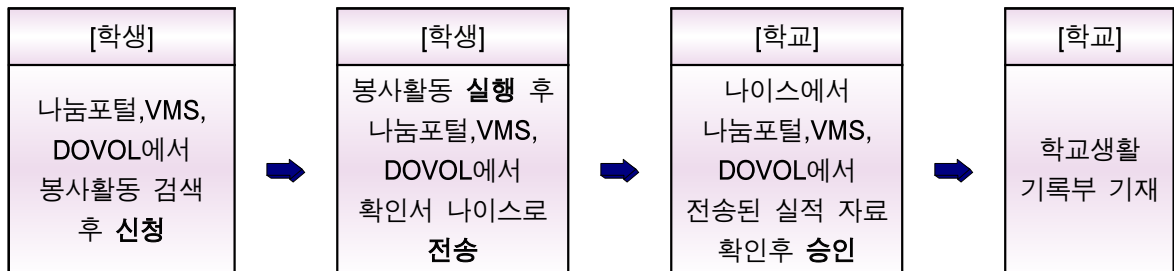 [학생]
나눔포털,VMS,
DOVOL에서
봉사활동 검색
후 신청
[학생]
봉사활동 실행 후
나눔포털,VMS,
DOVOL에서
확인서 나이스로
전송
[학교]
나이스에서
나눔포털,VMS,
DOVOL에서
전송된 실적 자료
확인후 승인
[학교]
학교생활
기록부 기재